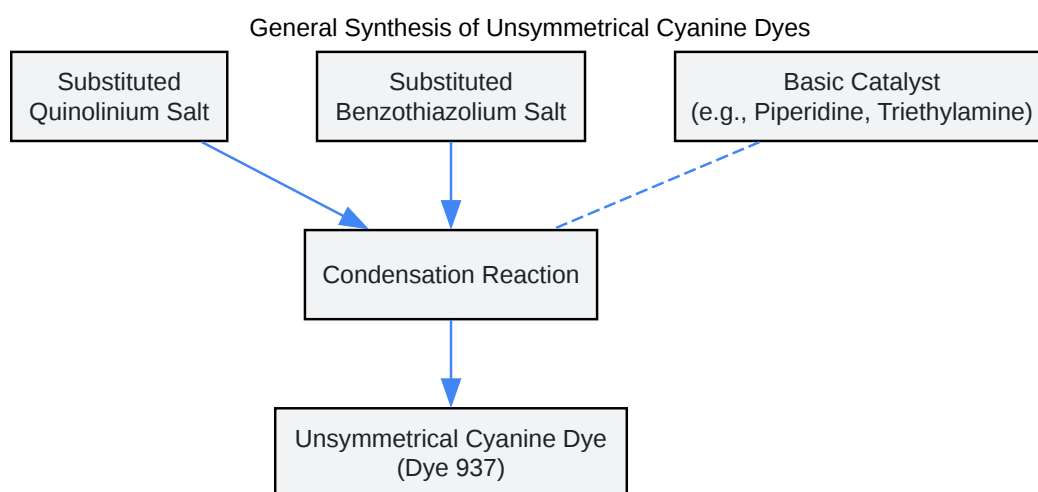 General Synthesis of Unsymmetrical Cyanine Dyes
Substituted
Quinolinium Salt
Substituted
Benzothiazolium Salt
Basic Catalyst
(e.g., Piperidine, Triethylamine)
Condensation Reaction
Unsymmetrical Cyanine Dye
(Dye 937)